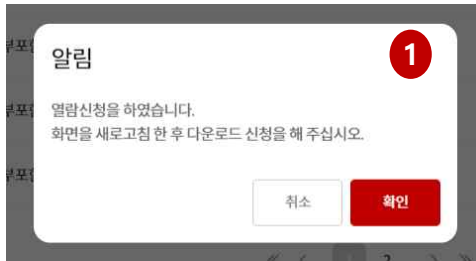 알림
1
열람신청을 하였습니다.
화면을 새로고침 한 후 다운로드 신청을 해 주십시오.
취소
확인
2